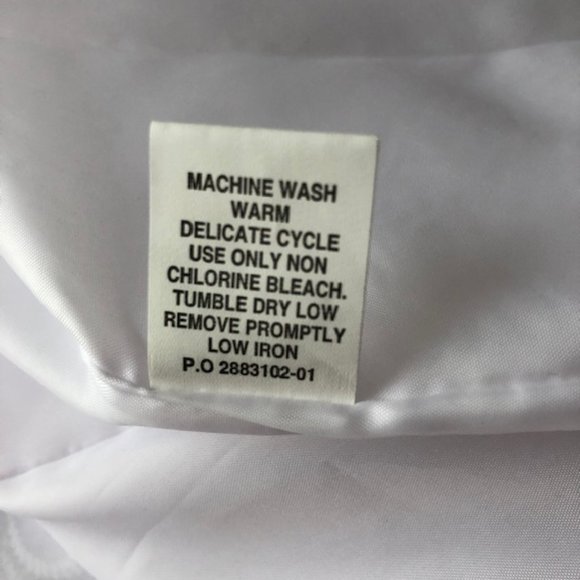 MACHINE WASH
WARM
DELICATE CYCLE
USE ONLY NON
CHLORINE BLEACH.
TUMBLE DRY LOW
REMOVE PROMPTLY
LOW IRON
P.O 2883102-01